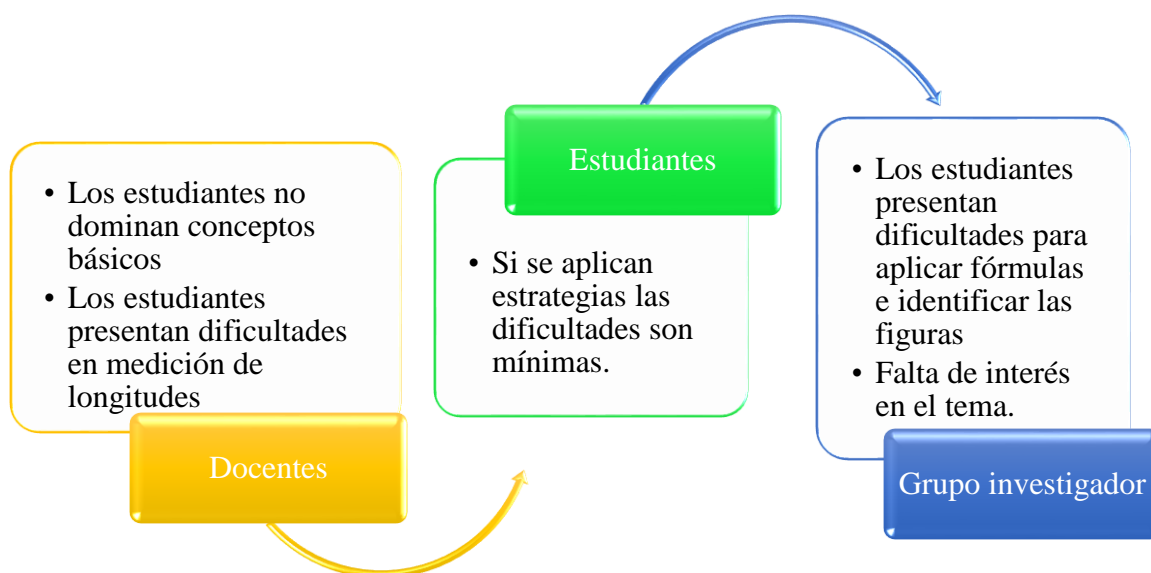 • Los estudiantes no
dominan conceptos
básicos
• Los estudiantes
presentan dificultades
en medición de
longitudes
Docentes
Estudiantes
• Si se aplican
estrategias las
dificultades son
mínimas.
• Los estudiantes
presentan
dificultades para
aplicar fórmulas
e identificar las
figuras
• Falta de interés
en el tema.
Grupo investigador